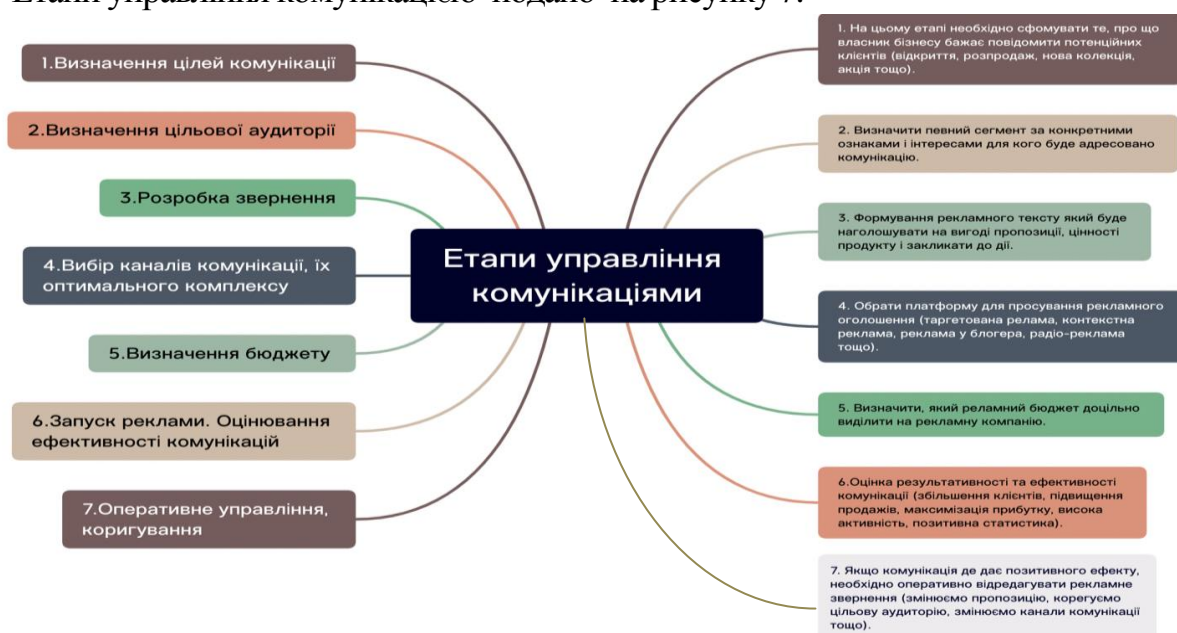 Етапи управління комунікацією подано на рисунку 7.
1.Визначення цілей комунікації
2.Визначення цільової аудиторії
3.Розробка звернення
4.Вибір каналів комунікації, їх
оптимального комплексу
5.Визначення бюджету
6.Запуск реклами. Оцінювання
ефективності комунікацій
7.Оперативне управління,
коригування
Етапи управління
комунікаціями
1. На цьому етапі необхідно сфомувати те, про що
власник бізнесу бажає повідомити потенційних
клієнтів (відкриття, розпродаж, нова колекція,
акція тощо).
2. Визначити певний сегмент за конкретними
ознаками і інтересами для кого буде адресовано
комунікацію.
3. Формування рекламного тексту який буде
наголошувати на вигоді пропозиції, цінності
продукту і закликати до дії.
4. Обрати платформу для просування рекламного
оголошення (таргетована релама, контекстна
реклама, реклама у блогера, радіо-реклама
тощо).
5. Визначити, який реламний бюджет доцільно
виділити на рекламну компанію.
6.Оцінка результативності та ефективності
комунікації (збільшення клієнтів, підвищення
продажів, максимізація прибутку, висока
активність, позитивна статистика).
7. Якщо комунікація де дає позитивного ефекту,
необхідно оперативно відредагувати рекламне
звернення (змінюємо пропозицію, корегуємо
цільову аудиторію, змінюємо канали комунікації
тощо).